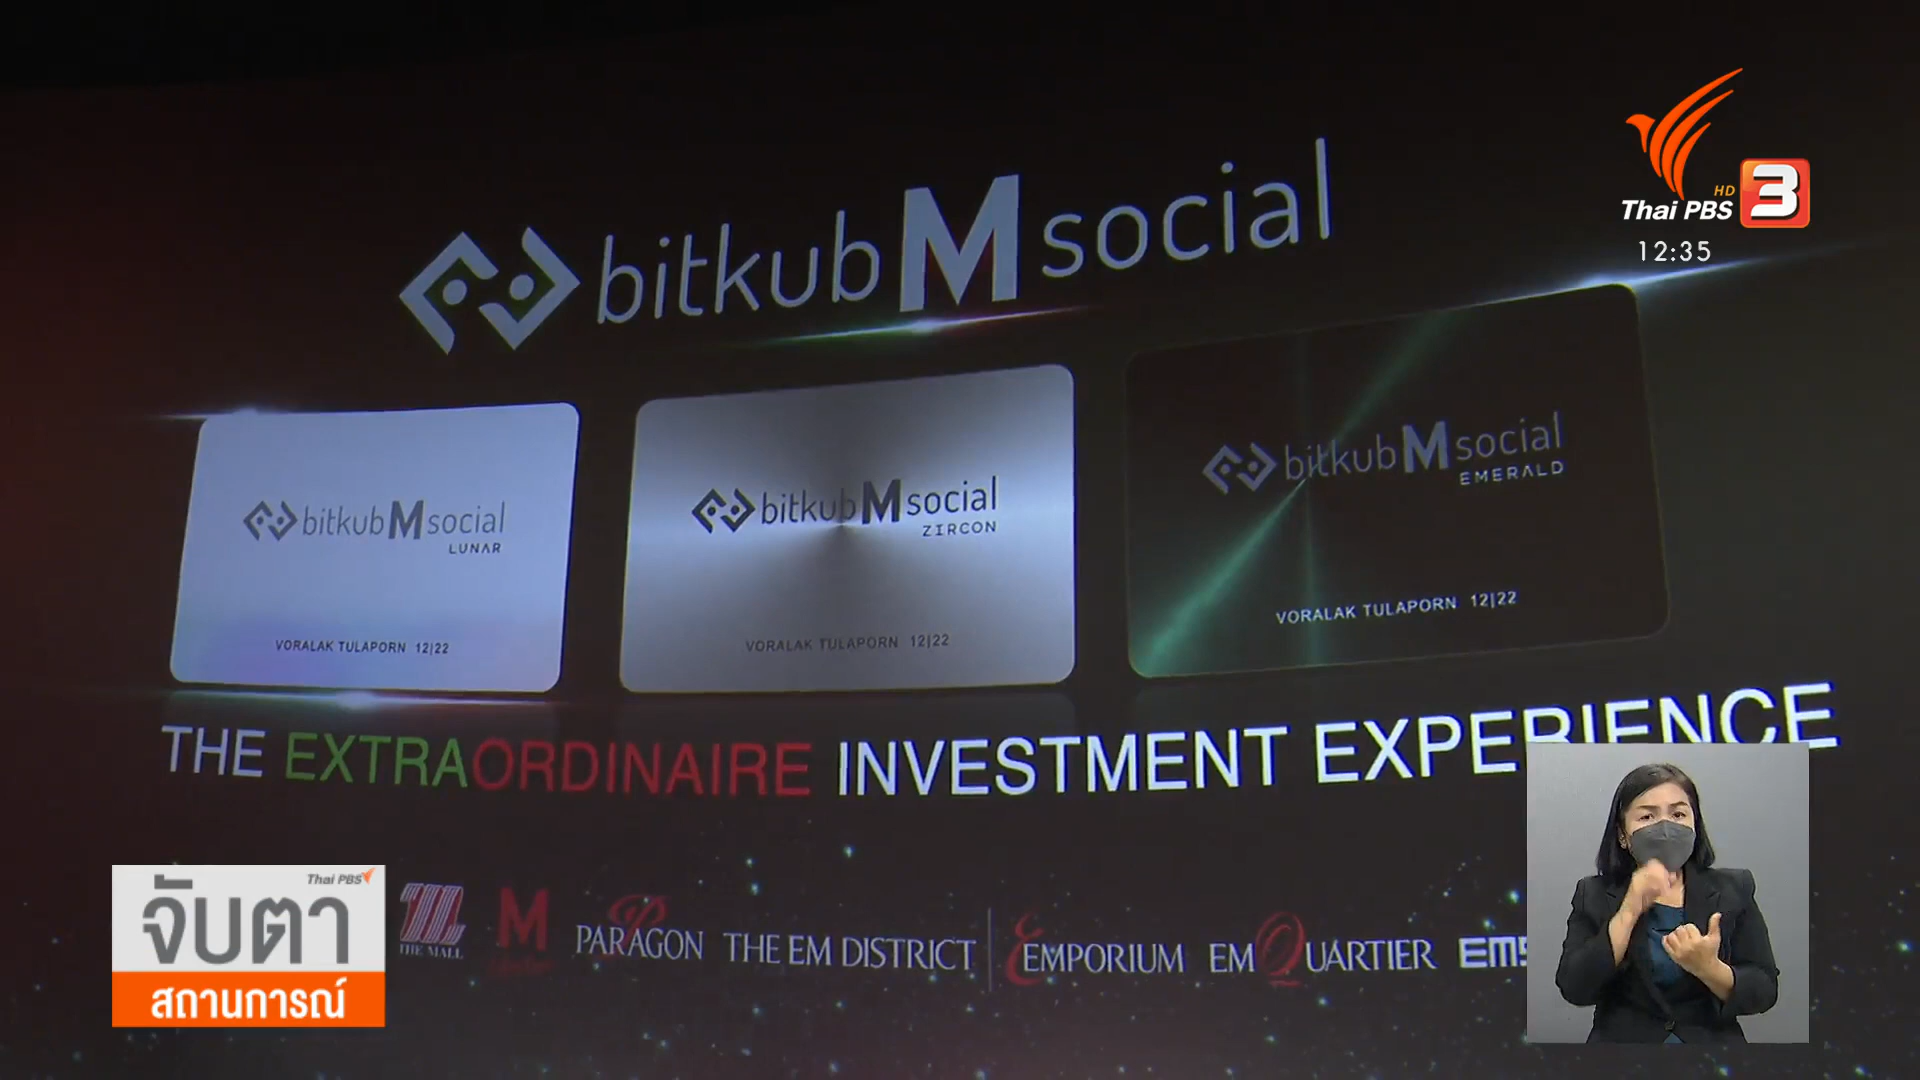 bitkub M social
HD
Thai PBS 3
12:35
bitkub M social
LUNAR
VORALAK TULAPORN 12|22
bitkub M social
ZIRCON
VORALAK TULAPORN 12|22
bitkub M social
EMERALD
VORALAK TULAPORN 12|22
THE EXTRAORDINAIRE INVESTMENT EXPERIENCE
Thai PBS
จับตา
สถานการณ์
THE MALL
M
PARAGON
THE EM DISTRICT
EMPORIUM
EMQUARTIER